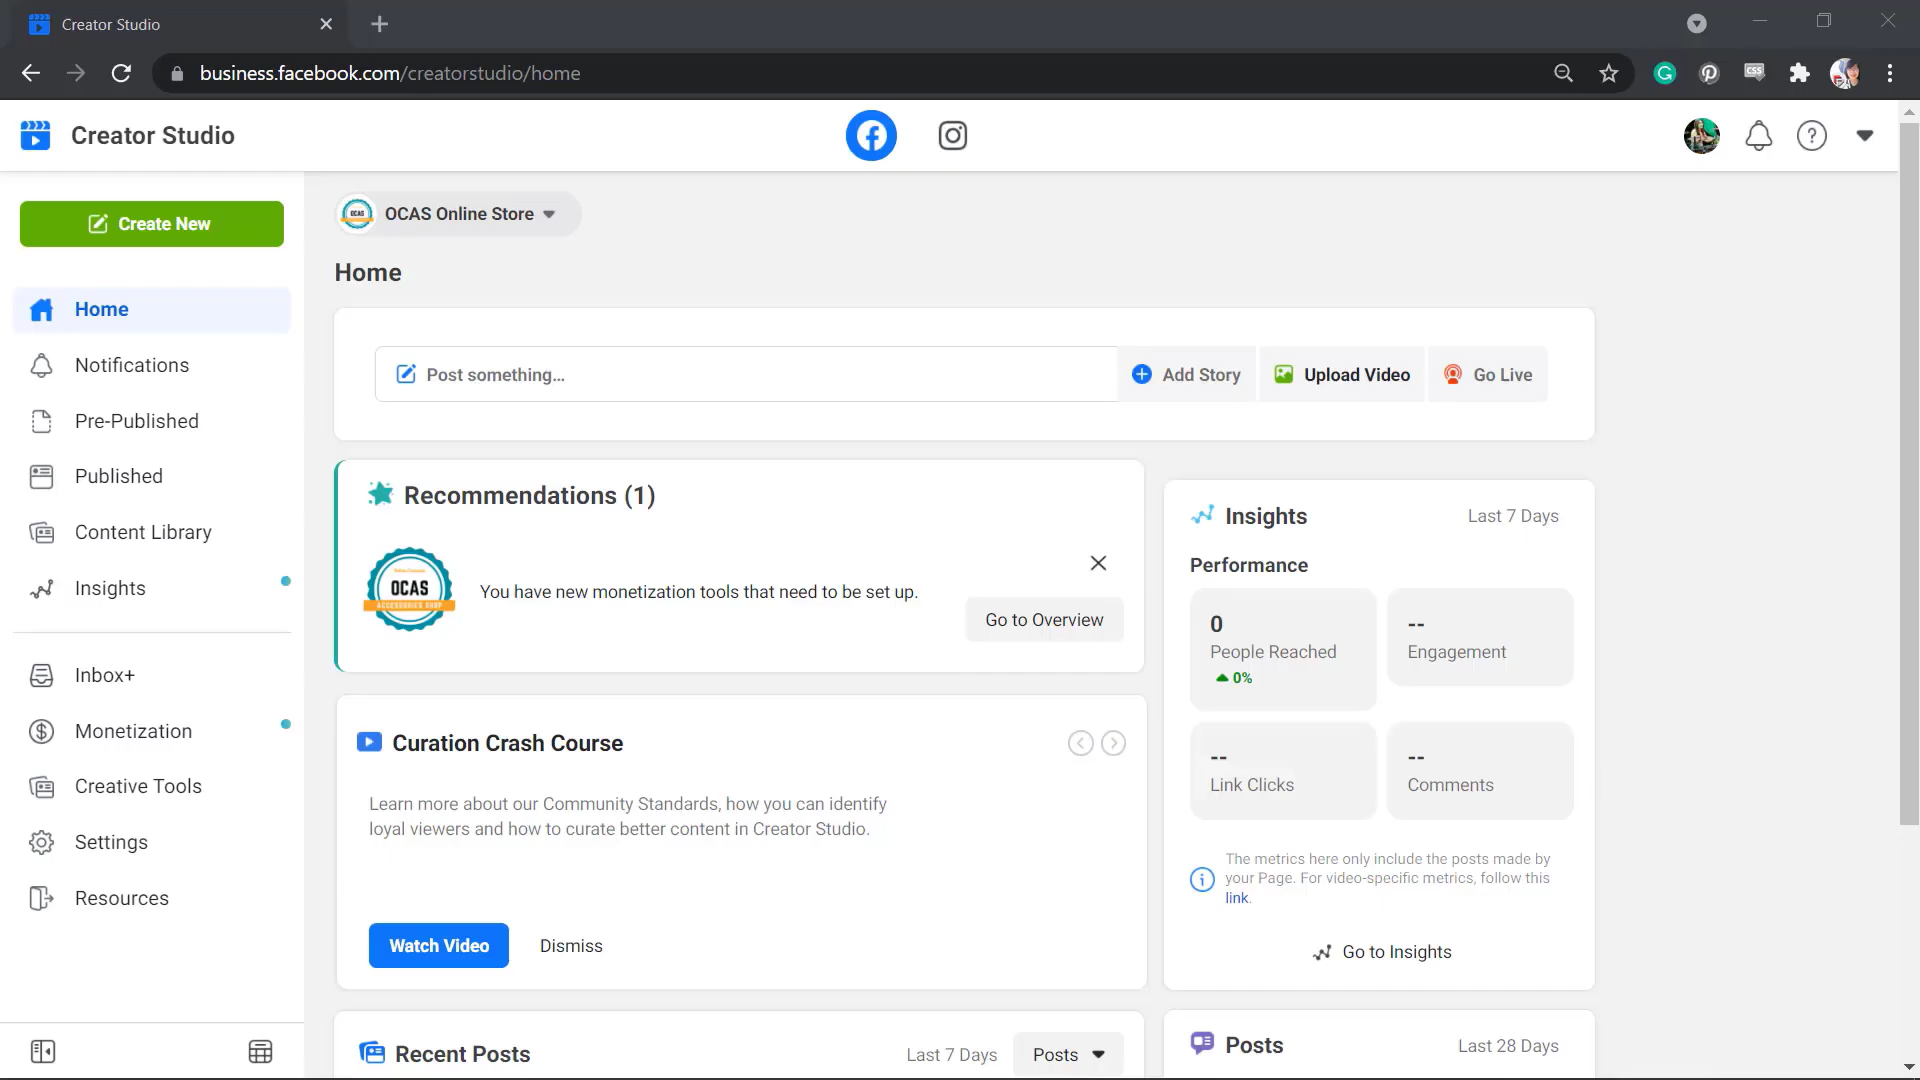 Creator Studio
business.facebook.com/creatorstudio/home
CSS
Creator Studio
Create New
Home
Notifications
Pre-Published
Published
Content Library
Insights
Inbox+
Monetization
Creative Tools
Settings
Resources
OCAS Online Store
Home
Post something...
Add Story
Upload Video
Go Live
Recommendations (1)
OCAS
ACCESSORIES SHOP
You have new monetization tools that need to be set up.
Go to Overview
Curation Crash Course
Learn more about our Community Standards, how you can identify
loyal viewers and how to curate better content in Creator Studio.
Watch Video
Dismiss
Insights
Last 7 Days
Performance
0
People Reached
0%
--
Engagement
--
Link Clicks
--
Comments
The metrics here only include the posts made by
your Page. For video-specific metrics, follow this
link.
Go to Insights
Recent Posts
Last 7 Days
Posts
Posts
Last 28 Days